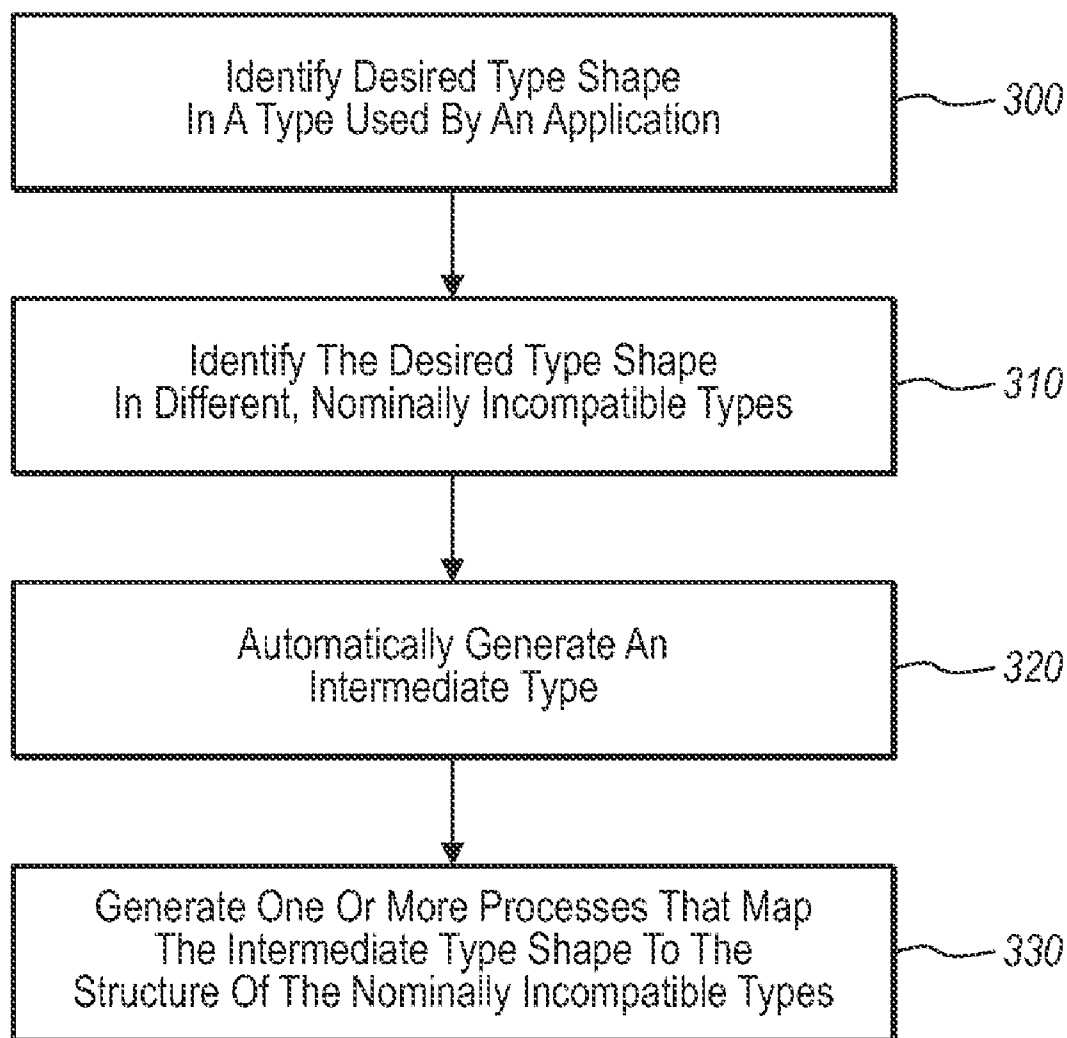 Identify Desired Type Shape
In A Type Used By An Application
300
Identify The Desired Type Shape
In Different, Nominally Incompatible Types
310
Automatically Generate An
Intermediate Type
320
Generate One Or More Processes That Map
The Intermediate Type Shape To The
Structure Of The Nominally Incompatible Types
330